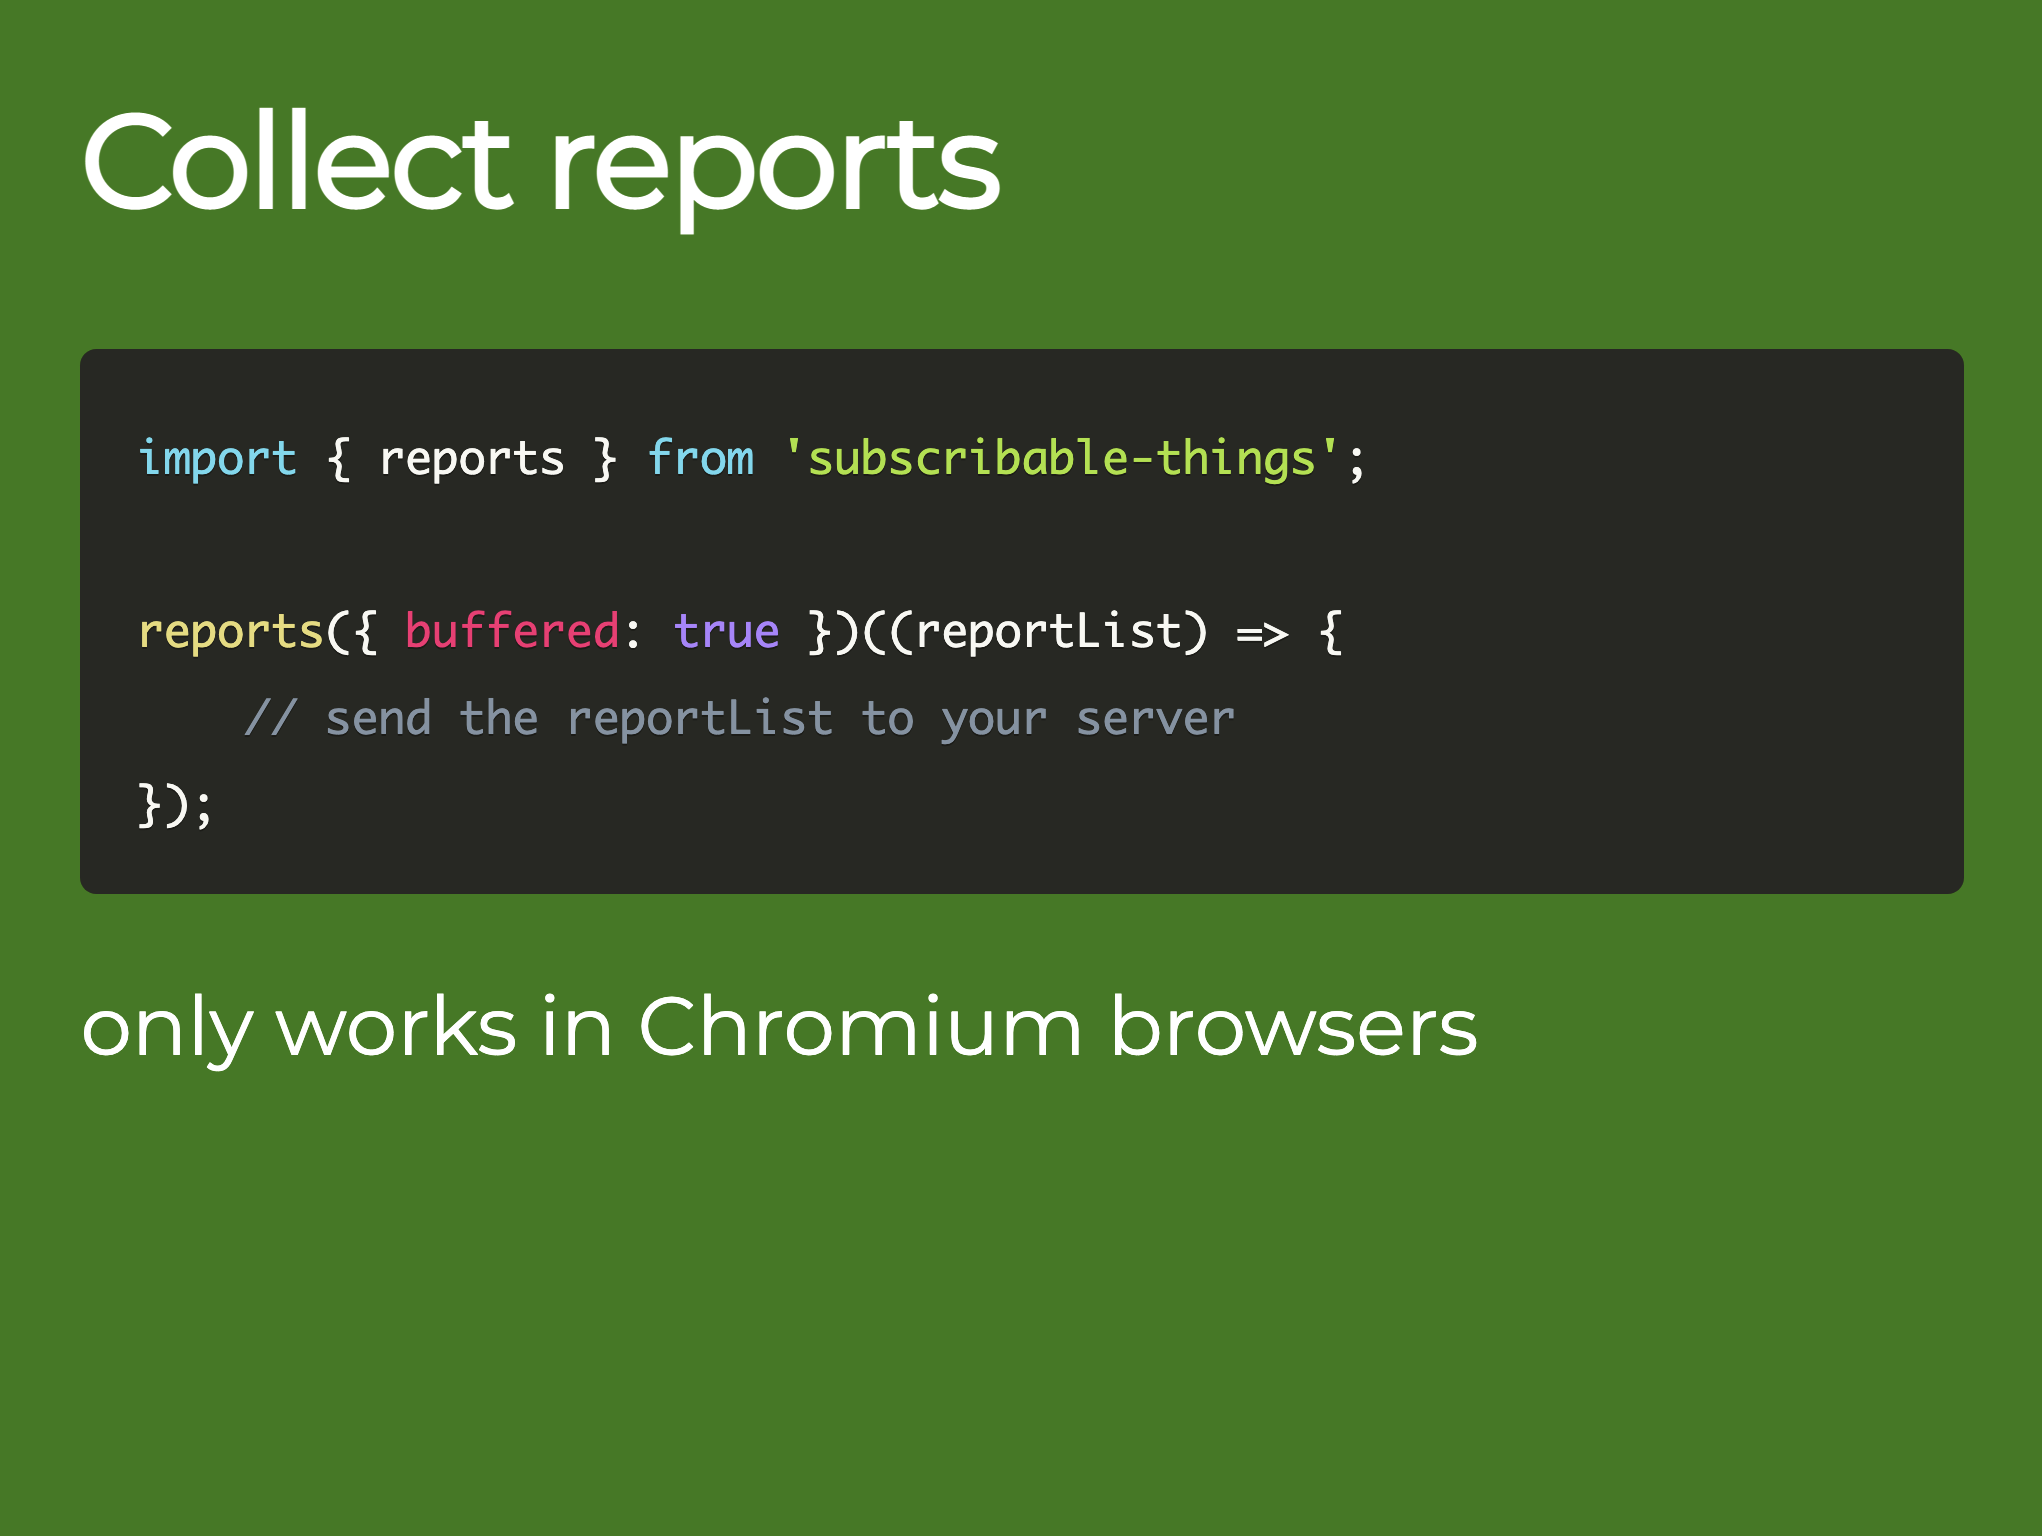 Collect reports
import { reports } from 'subscribable-things';
reports({ buffered: true })((reportList) => {
    // send the reportList to your server
});
only works in Chromium browsers